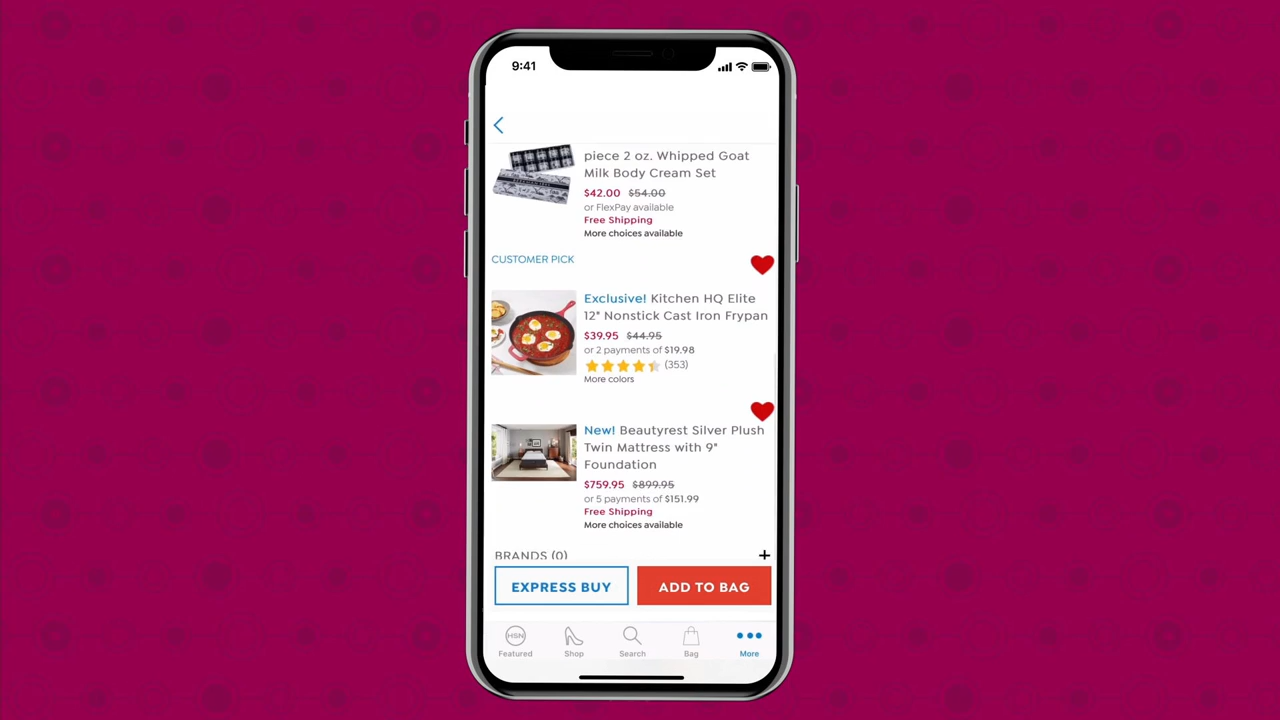 9:41
piece 2 oz. Whipped Goat
Milk Body Cream Set
$42.00 $54.00
or FlexPay available
Free Shipping
More choices available
CUSTOMER PICK
Exclusive! Kitchen HQ Elite
12" Nonstick Cast Iron Frypan
$39.95 $44.95
or 2 payments of $19.98
(353)
More colors
New! Beautyrest Silver Plush
Twin Mattress with 9"
Foundation
$759.95 $899.95
or 5 payments of $151.99
Free Shipping
More choices available
BRANDS (0) +
EXPRESS BUY ADD TO BAG
HSN
Featured Shop Search Bag More